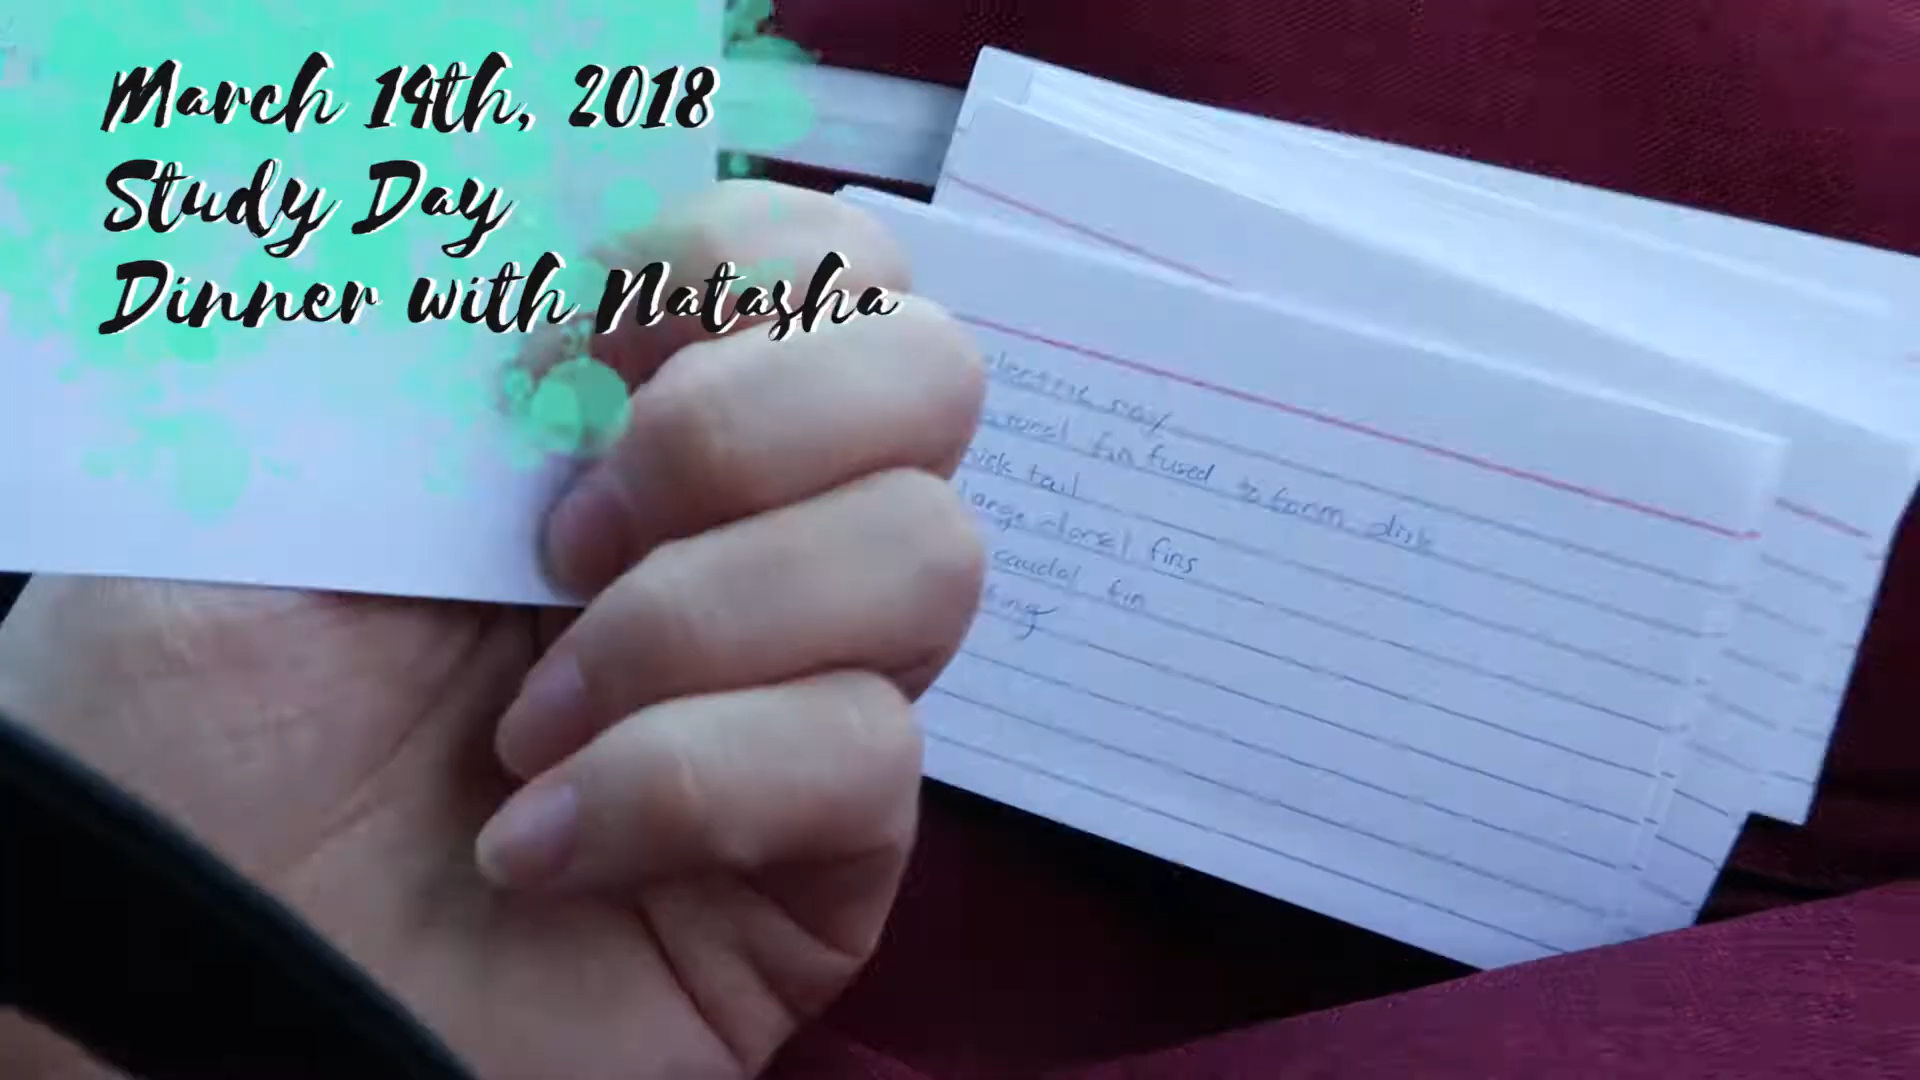 March 14th, 2018
Study Day
Dinner with Natasha
electric ray
fin fused to form disk
tail
large dorsal fins
caudal fin